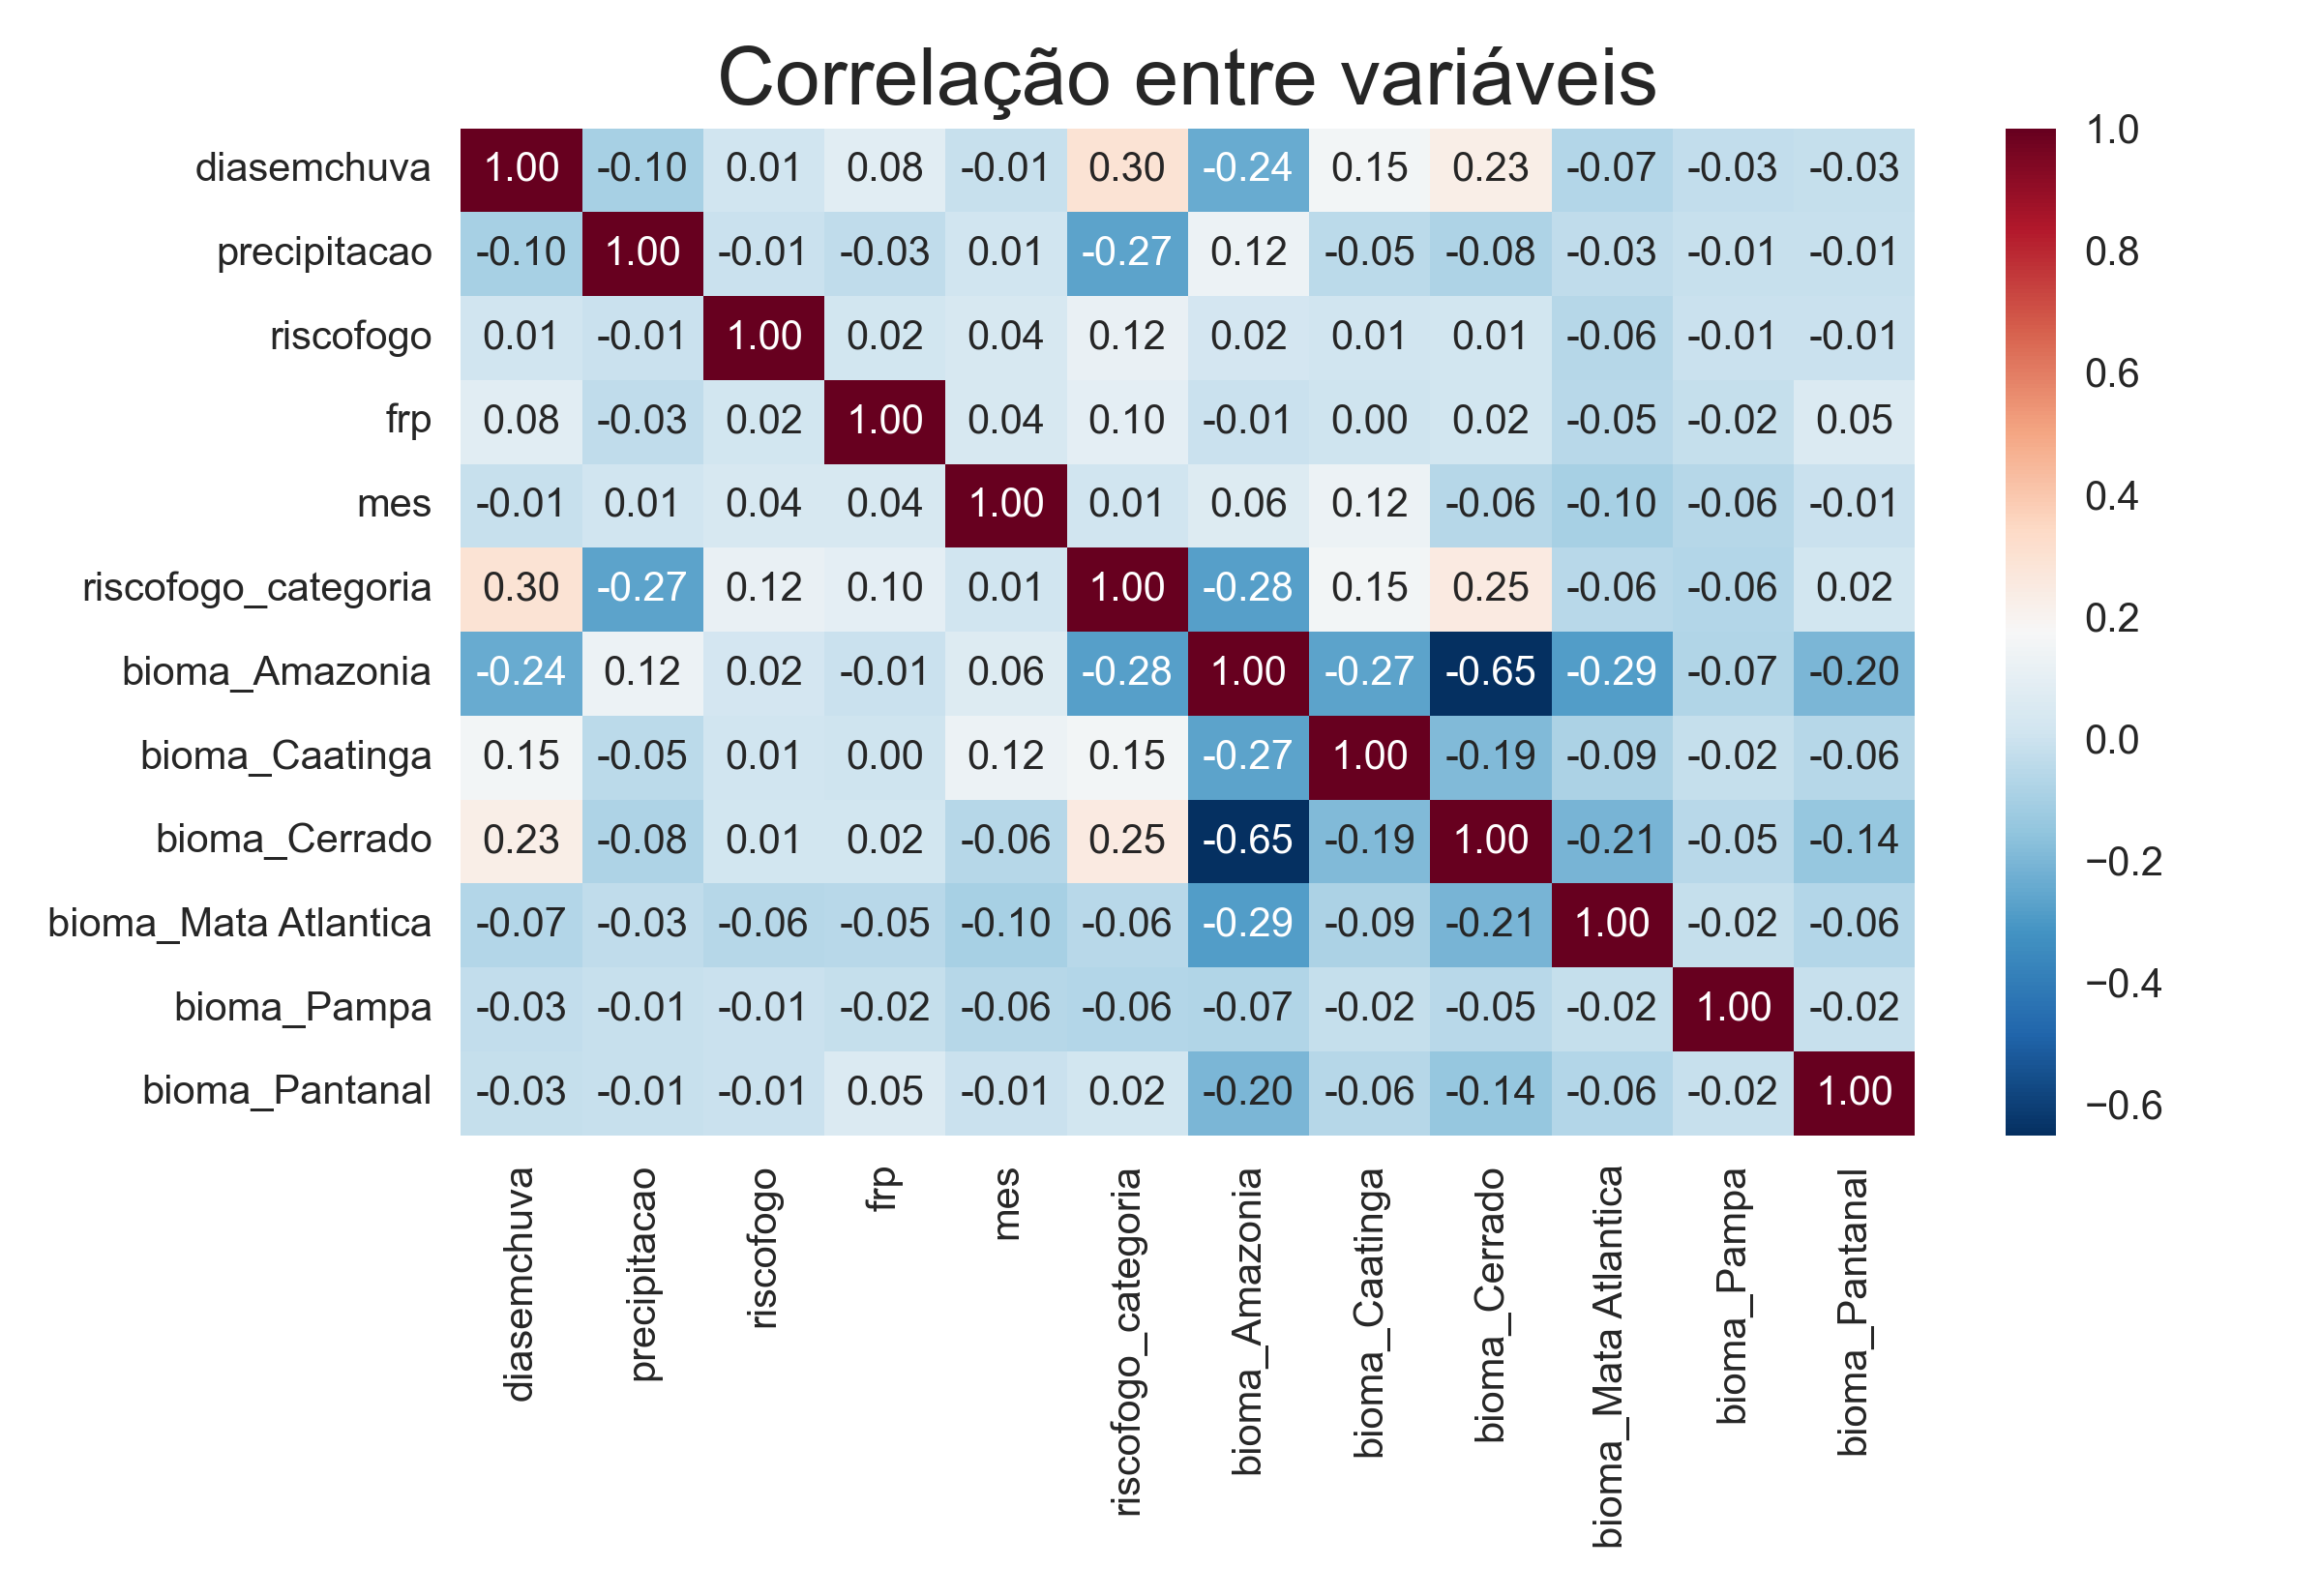 Correlação entre variáveis
diasemchuva 1.00 -0.10 0.01 0.08 -0.01 0.30 -0.24 0.15 0.23 -0.07 -0.03 -0.03
precipitacao -0.10 1.00 -0.01 -0.03 0.01 -0.27 0.12 -0.05 -0.08 -0.03 -0.01 -0.01
riscofogo 0.01 -0.01 1.00 0.02 0.04 0.12 0.02 0.01 0.01 -0.06 -0.01 -0.01
frp 0.08 -0.03 0.02 1.00 0.04 0.10 -0.01 0.00 0.02 -0.05 -0.02 0.05
mes -0.01 0.01 0.04 0.04 1.00 0.01 0.06 0.12 -0.06 -0.10 -0.06 -0.01
riscofogo_categoria 0.30 -0.27 0.12 0.10 0.01 1.00 -0.28 0.15 0.25 -0.06 -0.06 0.02
bioma_Amazonia -0.24 0.12 0.02 -0.01 0.06 -0.28 1.00 -0.27 -0.65 -0.29 -0.07 -0.20
bioma_Caatinga 0.15 -0.05 0.01 0.00 0.12 0.15 -0.27 1.00 -0.19 -0.09 -0.02 -0.06
bioma_Cerrado 0.23 -0.08 0.01 0.02 -0.06 0.25 -0.65 -0.19 1.00 -0.21 -0.05 -0.14
bioma_Mata Atlantica -0.07 -0.03 -0.06 -0.05 -0.10 -0.06 -0.29 -0.09 -0.21 1.00 -0.02 -0.06
bioma_Pampa -0.03 -0.01 -0.01 -0.02 -0.06 -0.06 -0.07 -0.02 -0.05 -0.02 1.00 -0.02
bioma_Pantanal -0.03 -0.01 -0.01 0.05 -0.01 0.02 -0.20 -0.06 -0.14 -0.06 -0.02 1.00
diasemchuva
precipitacao
riscofogo
frp
mes
riscofogo_categoria
bioma_Amazonia
bioma_Caatinga
bioma_Cerrado
bioma_Mata Atlantica
bioma_Pampa
bioma_Pantanal
1.0
0.8
0.6
0.4
0.2
0.0
−0.2
−0.4
−0.6